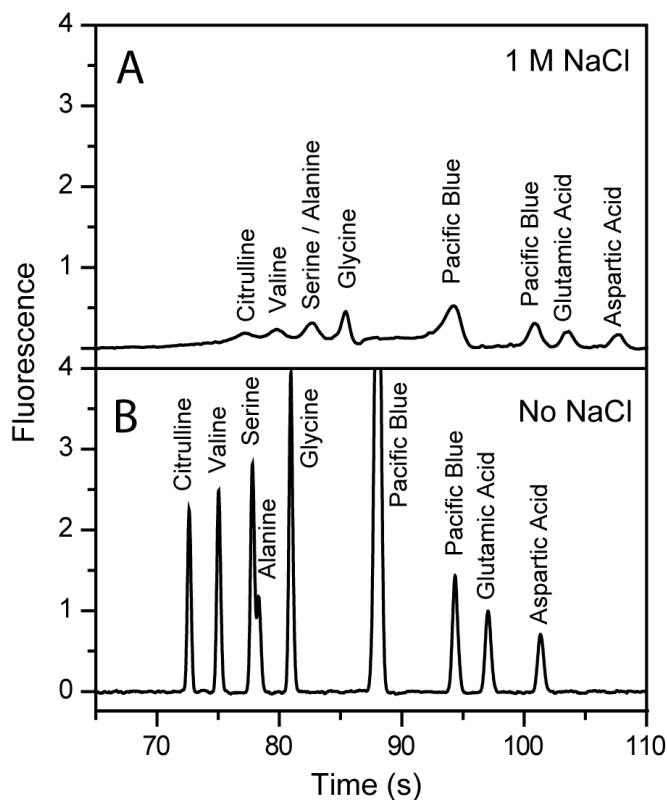 4
A
1 M NaCl
3
2
1
Citrulline
Valine
Serine / Alanine
Glycine
Pacific Blue
Pacific Blue
Glutamic Acid
Aspartic Acid
Fluorescence
4
B
No NaCl
3
2
1
0
Citrulline
Valine
Serine
Alanine
Glycine
Pacific Blue
Pacific Blue
Glutamic Acid
Aspartic Acid
70 80 90 100 110
Time (s)